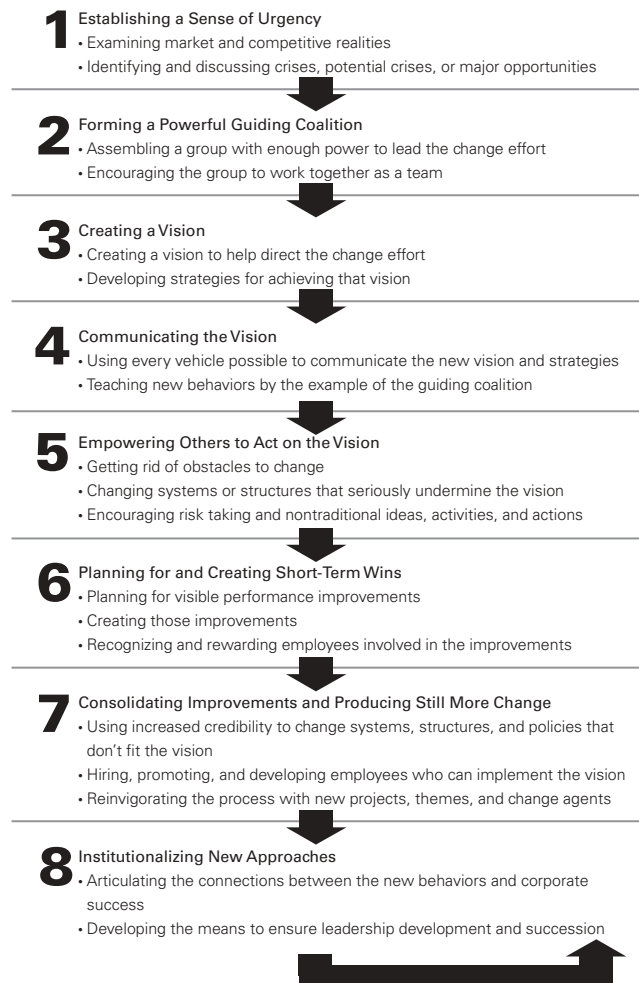 1 Establishing a Sense of Urgency
• Examining market and competitive realities
• Identifying and discussing crises, potential crises, or major opportunities
2 Forming a Powerful Guiding Coalition
• Assembling a group with enough power to lead the change effort
• Encouraging the group to work together as a team
3 Creating a Vision
• Creating a vision to help direct the change effort
• Developing strategies for achieving that vision
4 Communicating the Vision
• Using every vehicle possible to communicate the new vision and strategies
• Teaching new behaviors by the example of the guiding coalition
5 Empowering Others to Act on the Vision
• Getting rid of obstacles to change
• Changing systems or structures that seriously undermine the vision
• Encouraging risk taking and nontraditional ideas, activities, and actions
6 Planning for and Creating Short-Term Wins
• Planning for visible performance improvements
• Creating those improvements
• Recognizing and rewarding employees involved in the improvements
7 Consolidating Improvements and Producing Still More Change
• Using increased credibility to change systems, structures, and policies that
don't fit the vision
• Hiring, promoting, and developing employees who can implement the vision
• Reinvigorating the process with new projects, themes, and change agents
8 Institutionalizing New Approaches
• Articulating the connections between the new behaviors and corporate
success
• Developing the means to ensure leadership development and succession